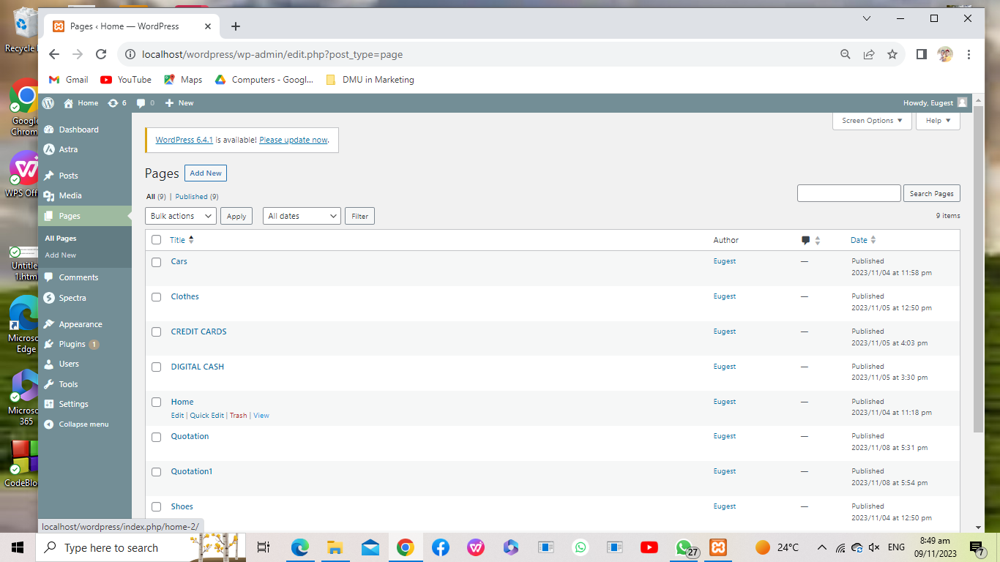 Recycle
Google
Chrom
WPS Off
Untitle
1.htm
Microso
Edge
Microso
365
CodeBlo
Pages ‹ Home — WordPress
localhost/wordpress/wp-admin/edit.php?post_type=page
Gmail
YouTube
Maps
Computers - Googl...
DMU in Marketing
Home
6
0
New
Howdy, Eugest
Dashboard
Astra
Posts
Media
Pages
All Pages
Add New
Comments
Spectra
Appearance
Plugins 1
Users
Tools
Settings
Collapse menu
Screen Options
Help
WordPress 6.4.1 is available! Please update now.
Pages Add New
All (9) | Published (9)
Search Pages
Bulk actions Apply All dates Filter
9 items
Title Author Date
Cars Eugest — Published
2023/11/04 at 11:58 pm
Clothes Eugest — Published
2023/11/05 at 12:50 pm
CREDIT CARDS Eugest — Published
2023/11/05 at 4:03 pm
DIGITAL CASH Eugest — Published
2023/11/05 at 3:30 pm
Home Eugest — Published
Edit | Quick Edit | Trash | View 2023/11/04 at 11:18 pm
Quotation Eugest — Published
2023/11/08 at 5:31 pm
Quotation1 Eugest — Published
2023/11/08 at 5:54 pm
Shoes Eugest — Published
2023/11/04 at 12:50 pm
localhost/wordpress/index.php/home-2/
Type here to search
27
24°C
ENG
8:49 am
09/11/2023
7